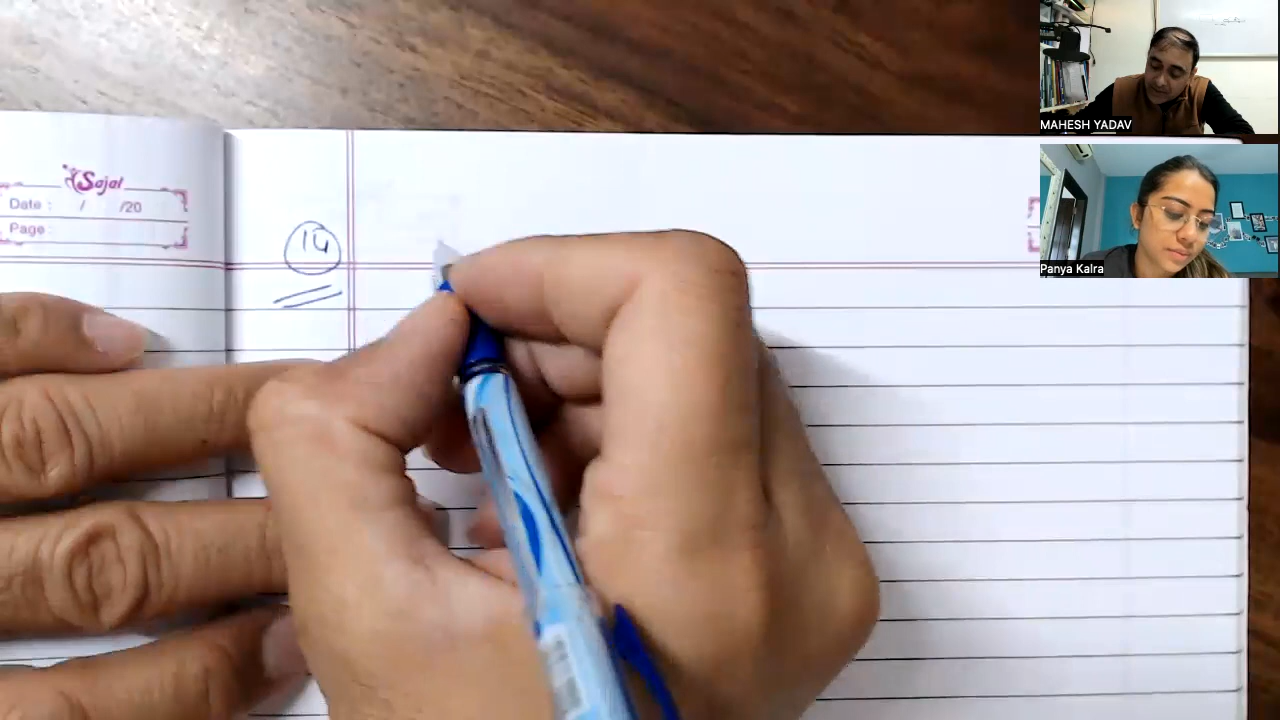 Sajal
Date : / /20
Page :
14
MAHESH YADAV
Panya Kalra